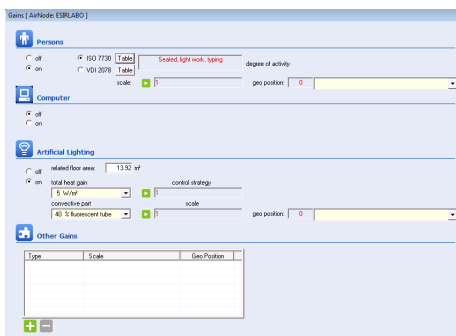 Gains [ AirNode: ESIRLABO ]
Persons
off
on
ISO 7730 Table
VDI 2078 Table
Seated, light work, typing
degree of activity
scale: 1
geo position: 0
Computer
off
on
Artificial Lighting
off
on
related floor area: 13.92 m²
total heat gain control strategy
5 W/m² 1
convective part scale
40 % fluorescent tube 1
geo position: 0
Other Gains
Type Scale Geo Position